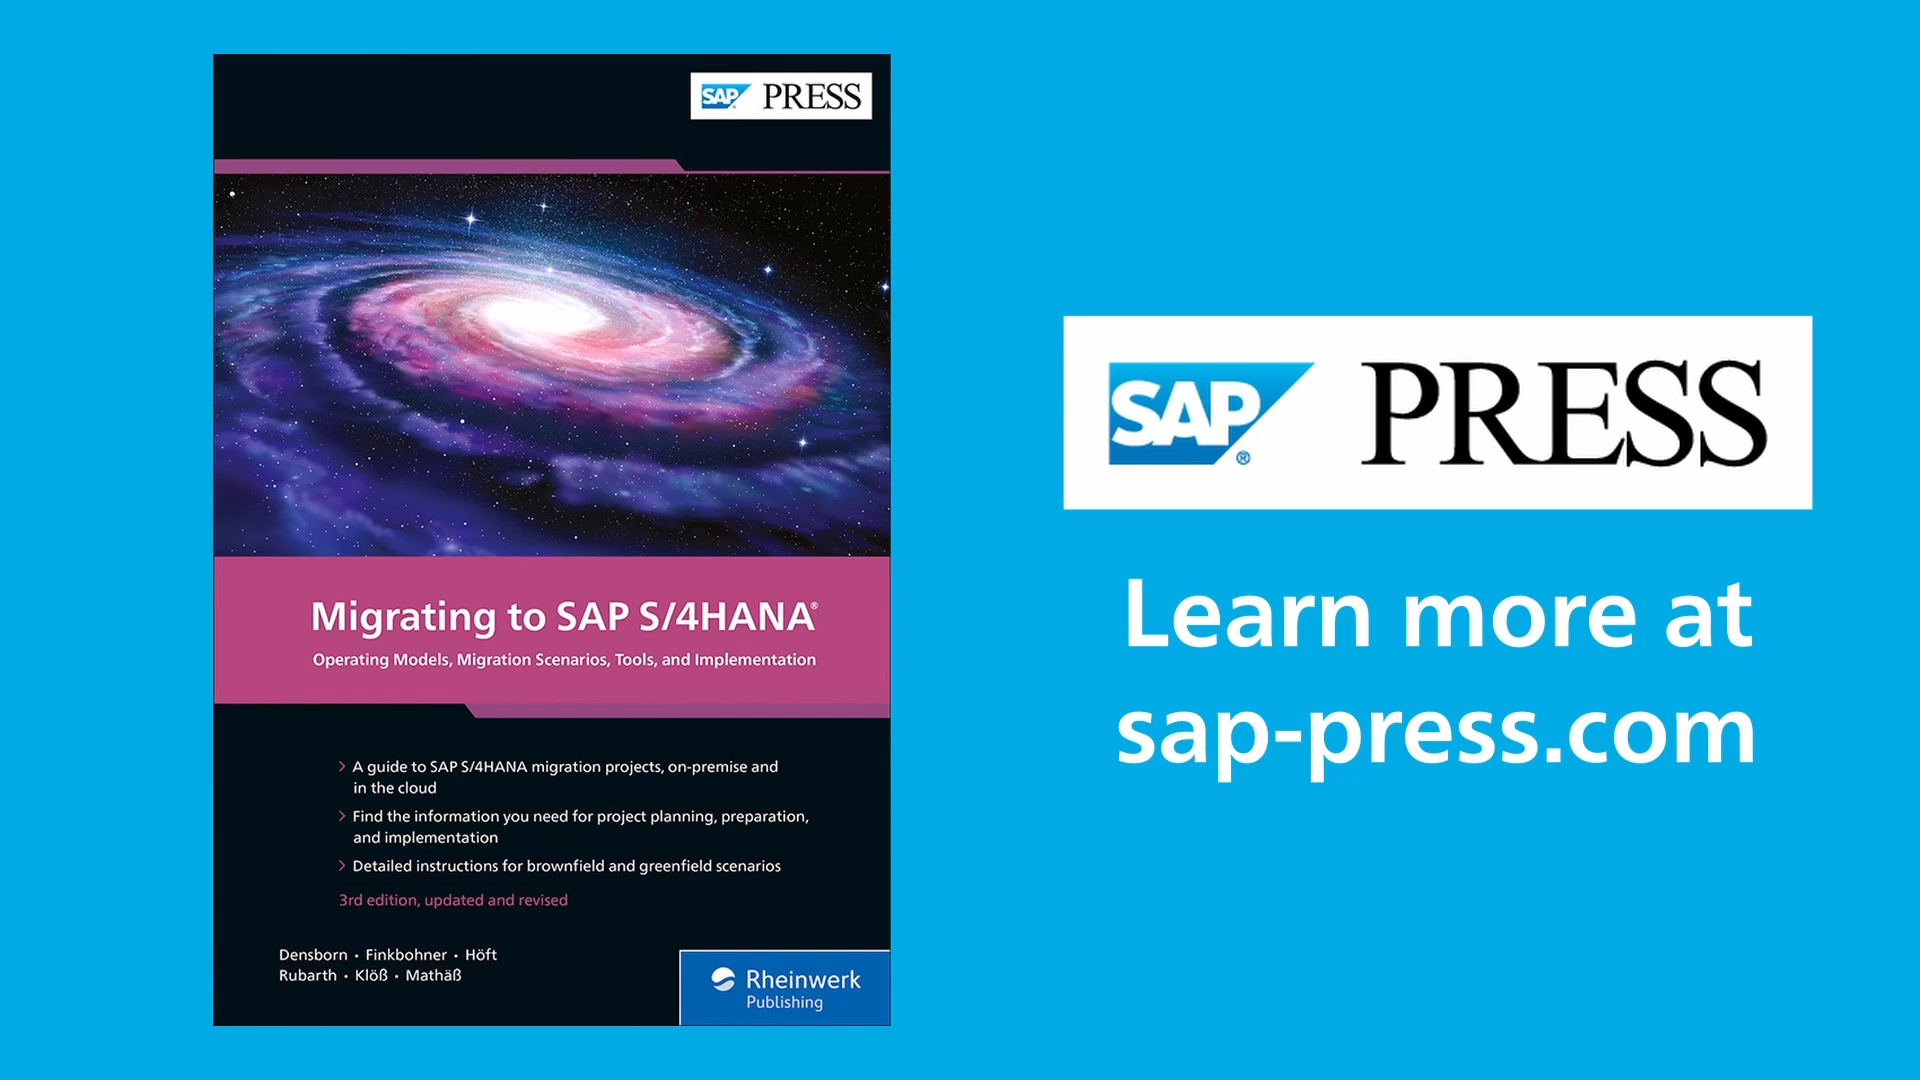 SAP PRESS
Migrating to SAP S/4HANA®
Operating Models, Migration Scenarios, Tools, and Implementation
A guide to SAP S/4HANA migration projects, on-premise and
in the cloud
Find the information you need for project planning, preparation,
and implementation
Detailed instructions for brownfield and greenfield scenarios
3rd edition, updated and revised
Densborn • Finkbohner • Höft
Rubarth • Klöß • Mathäß
Rheinwerk
Publishing
SAP® PRESS
Learn more at
sap-press.com